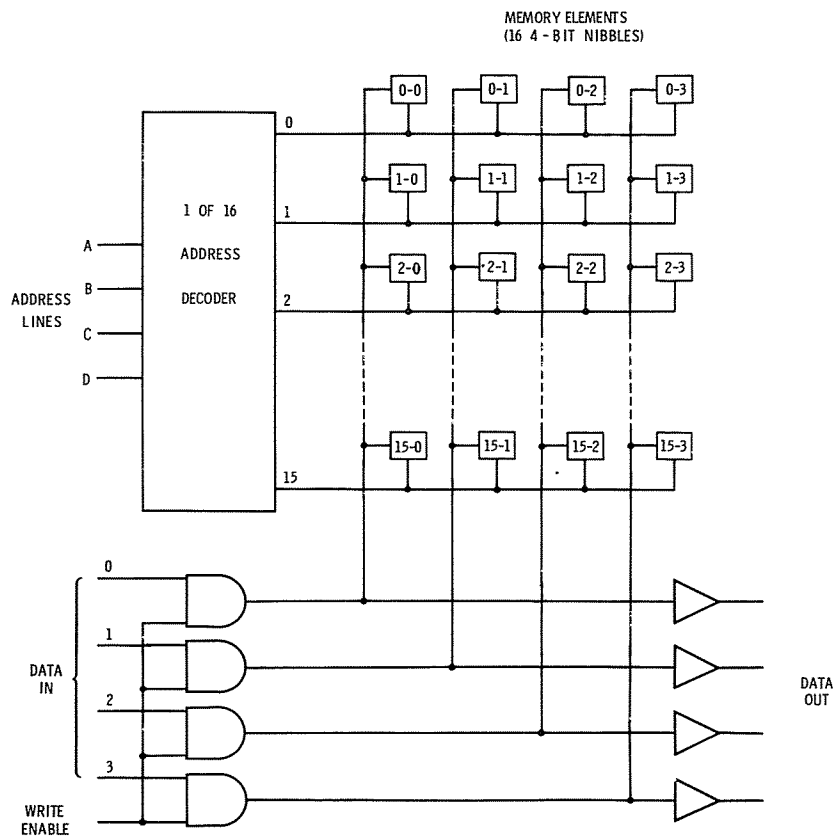 MEMORY ELEMENTS
(16 4-BIT NIBBLES)
0-0 0-1 0-2 0-3
0
1-0 1-1 1-2 1-3
1 OF 16
ADDRESS
DECODER
1
A
B
C
D
ADDRESS
LINES
2-0 2-1 2-2 2-3
2
15-0 15-1 15-2 15-3
15
0
1
2
3
DATA
IN
DATA
OUT
WRITE
ENABLE